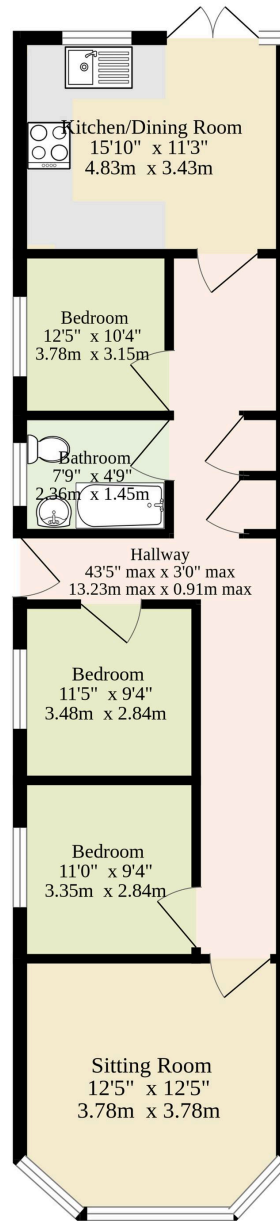 Kitchen/Dining Room
15'10" x 11'3"
4.83m x 3.43m
Bedroom
12'5" x 10'4"
3.78m x 3.15m
Bathroom
7'9" x 4'9"
2.36m x 1.45m
Hallway
43'5" max x 3'0" max
13.23m max x 0.91m max
Bedroom
11'5" x 9'4"
3.48m x 2.84m
Bedroom
11'0" x 9'4"
3.35m x 2.84m
Sitting Room
12'5" x 12'5"
3.78m x 3.78m